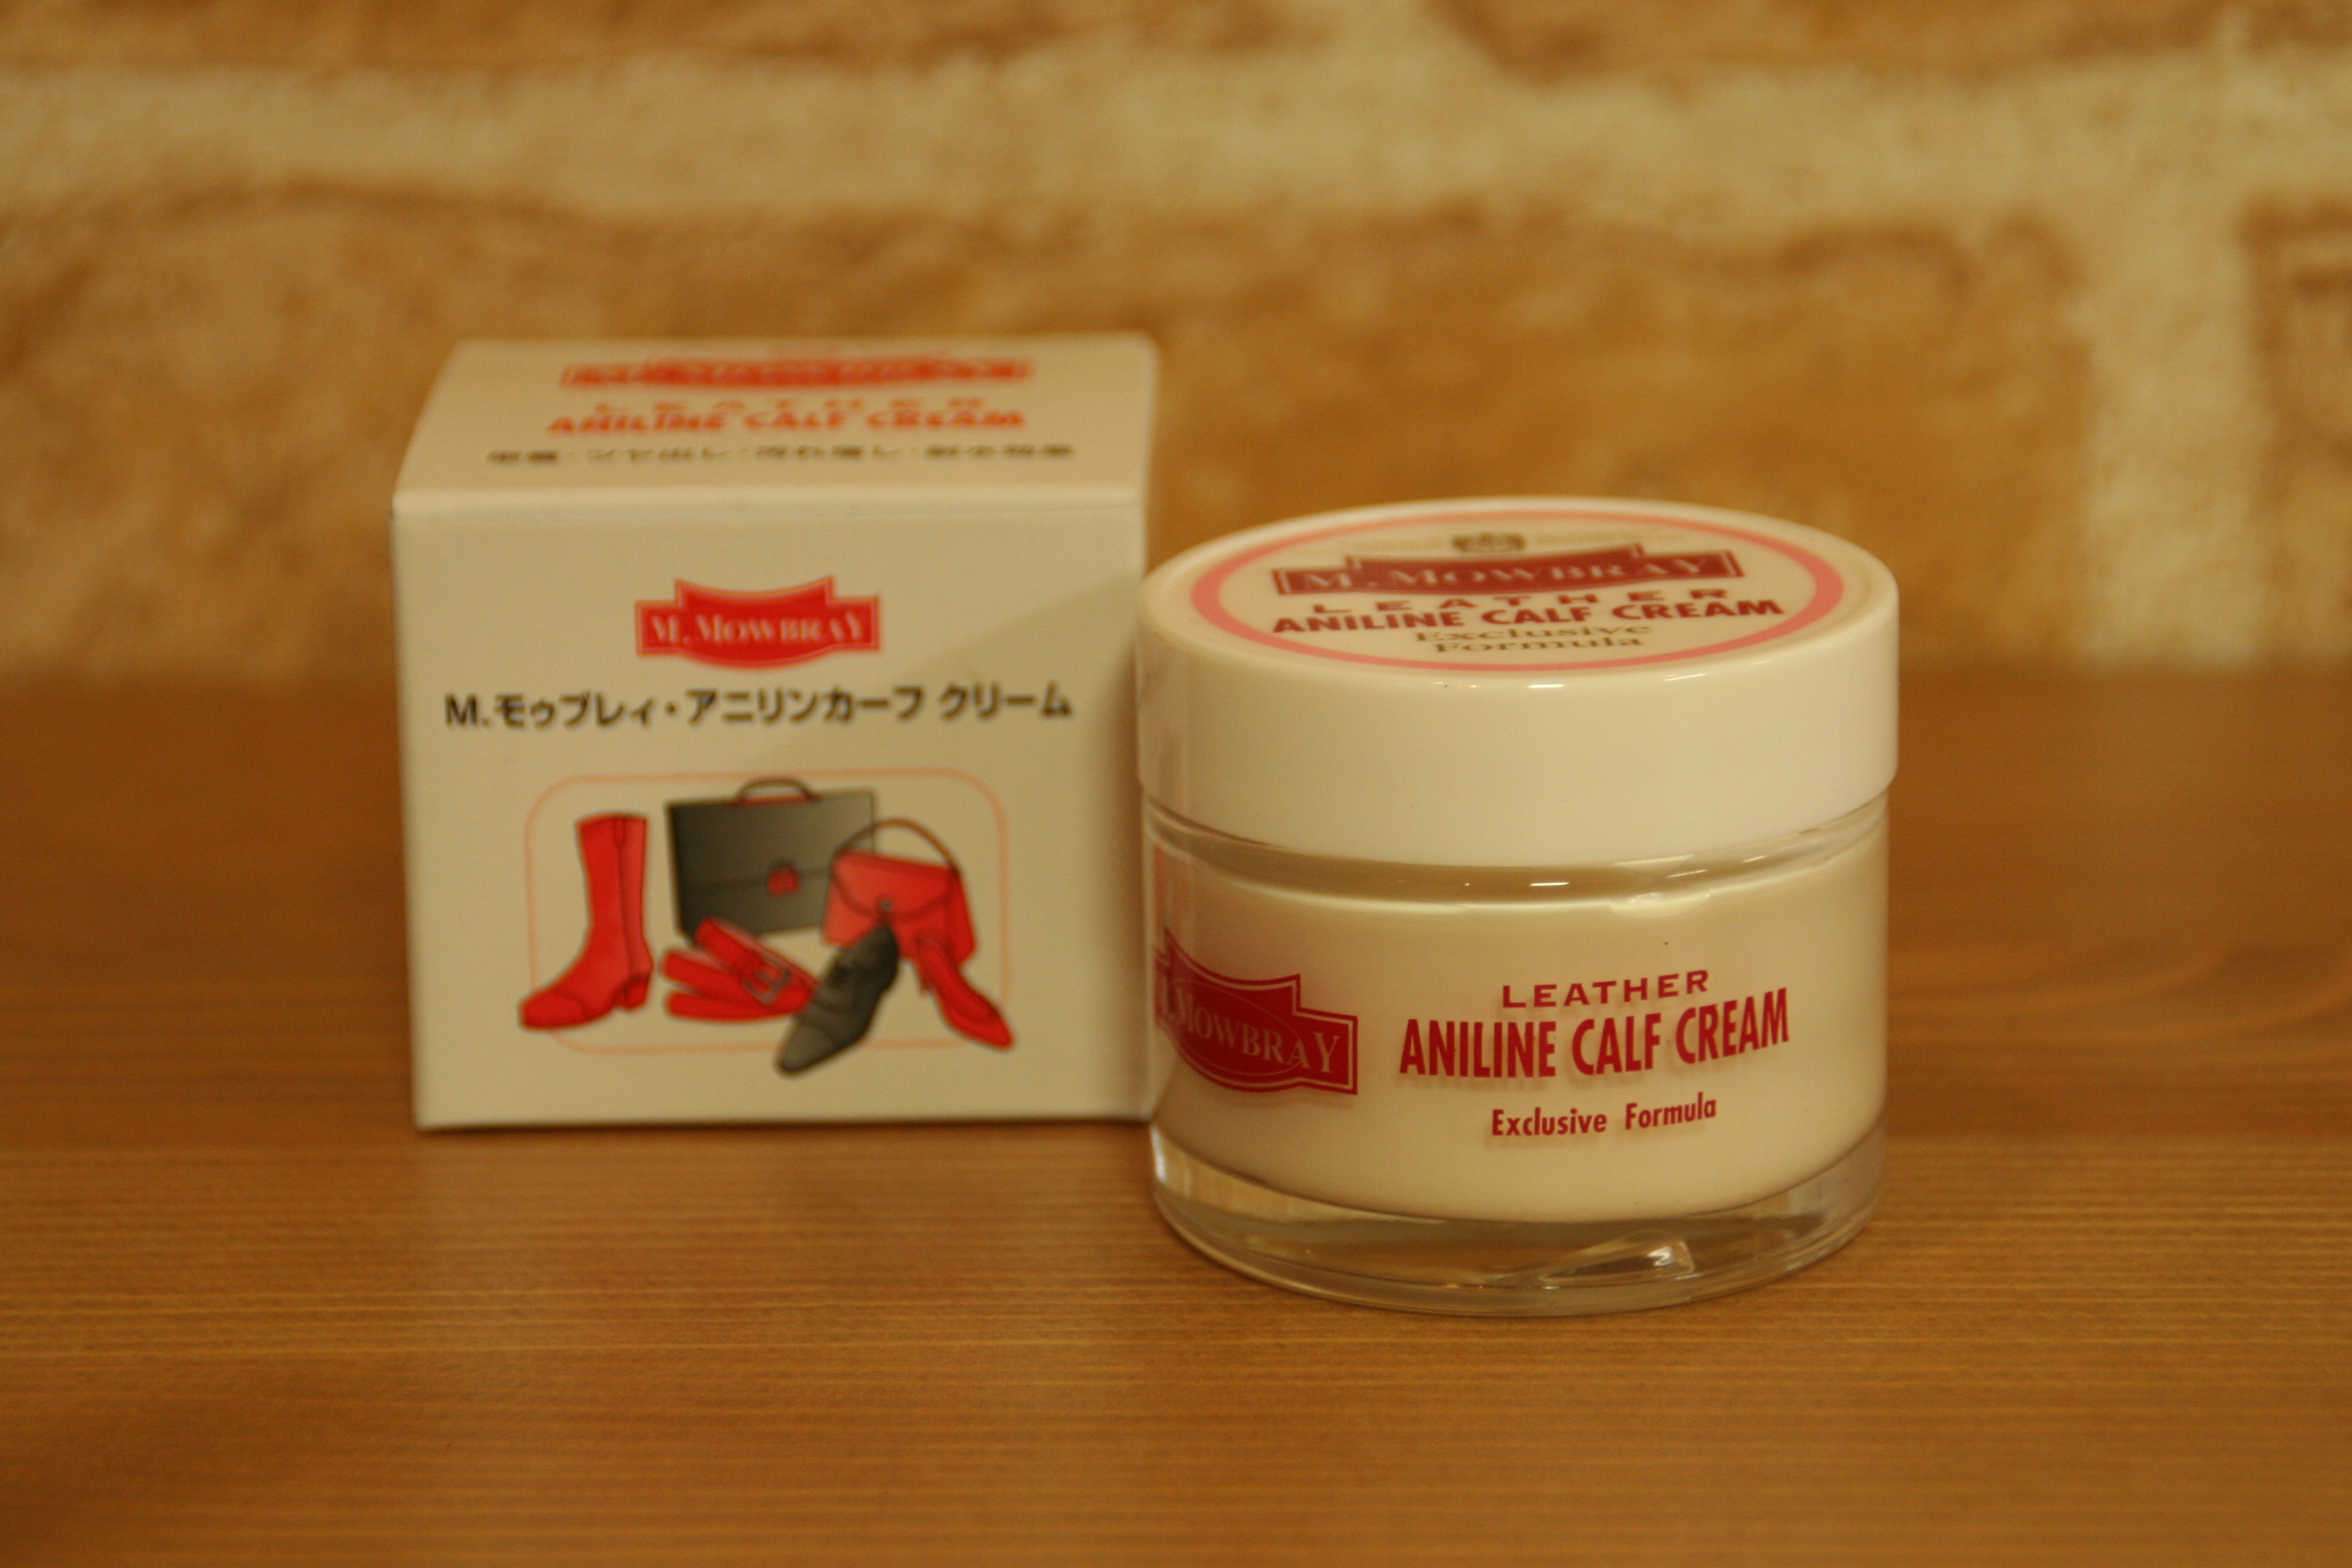 M.MOWBRAY
LEATHER
ANILINE CALF CREAM
M.MOWBRAY
M.モゥブレィ・アニリンカーフ クリーム
M.MOWBRAY
LEATHER
ANILINE CALF CREAM
Exclusive
Formula
M.MOWBRAY
LEATHER
ANILINE CALF CREAM
Exclusive Formula